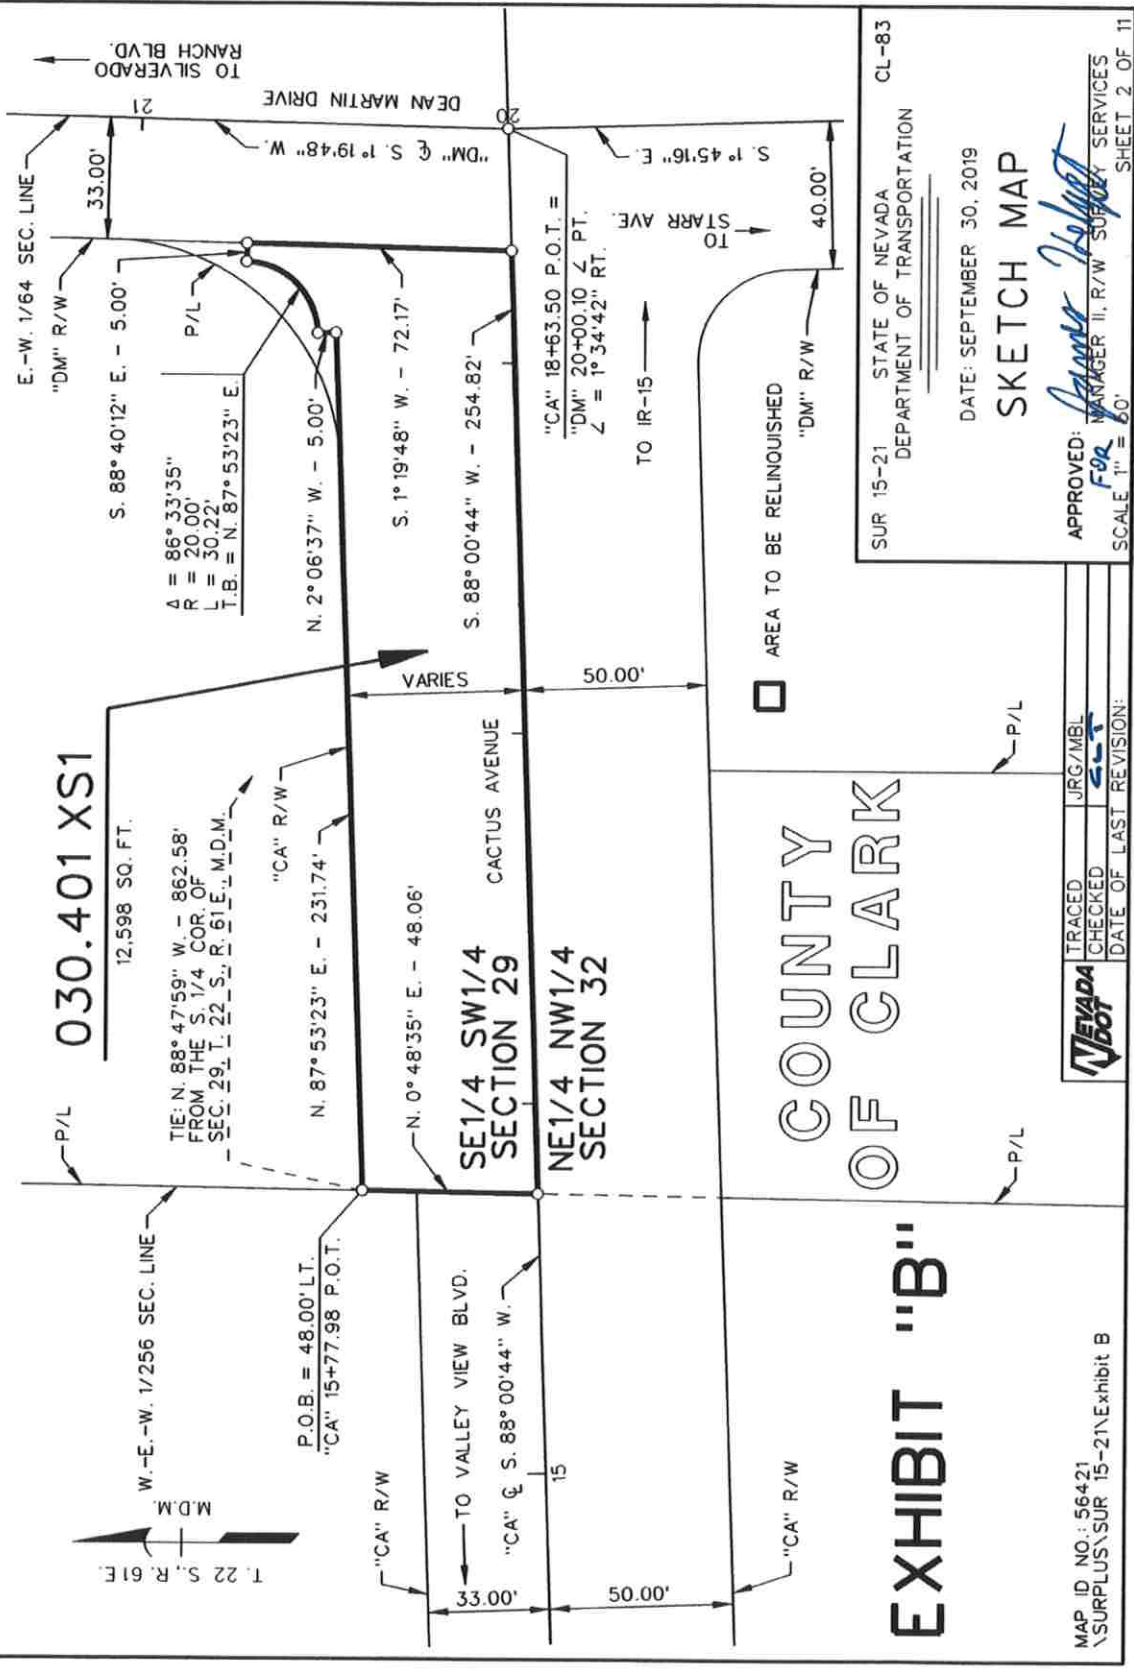 T. 22 S., R. 61 E.
M.D.M.
W.-E.-W. 1/256 SEC. LINE
P/L
030.401 XS1
12,598 SQ. FT.
TIE: N. 88°47'59" W. - 862.58'
FROM THE S. 1/4 COR. OF
SEC. 29, T. 22 S., R. 61 E., M.D.M.
"CA" R/W
N. 87°53'23" E. - 231.74'
N. 0°48'35" E. - 48.06'
P.O.B. = 48.00' LT.
"CA" 15+77.98 P.O.T.
Δ = 86°33'35"
R = 20.00'
L = 30.22'
T.B. = N. 87°53'23" E.
N. 2°06'37" W. - 5.00'
S. 88°40'12" E. - 5.00'
P/L
"DM" R/W
E.-W. 1/64 SEC. LINE
33.00'
21
TO SILVERADO
RANCH BLVD.
DEAN MARTIN DRIVE
"DM" ℄ S. 1°19'48" W.
20
S. 1°45'16" E.
S. 1°19'48" W. - 72.17'
S. 88°00'44" W. - 254.82'
"CA" 18+63.50 P.O.T. =
"DM" 20+00.10 ∠ PT.
∠ = 1°34'42" RT.
TO STARR AVE.
40.00'
TO IR-15
"DM" R/W
VARIES
50.00'
CACTUS AVENUE
SE1/4 SW1/4
SECTION 29
NE1/4 NW1/4
SECTION 32
"CA" R/W
TO VALLEY VIEW BLVD.
"CA" ℄ S. 88°00'44" W.
15
33.00'
50.00'
"CA" R/W
AREA TO BE RELINQUISHED
COUNTY
OF CLARK
P/L
P/L
EXHIBIT "B"
MAP ID NO.: 56421
\SURPLUS\SUR 15-21\Exhibit B
NEVADA
DOT
TRACED JRG/MBL
CHECKED CLT
DATE OF LAST REVISION:
SUR 15-21 STATE OF NEVADA CL-83
DEPARTMENT OF TRANSPORTATION
DATE: SEPTEMBER 30, 2019
SKETCH MAP
APPROVED:
FOR MANAGER II, R/W SURVEY SERVICES
SCALE 1" = 50' SHEET 2 OF 11